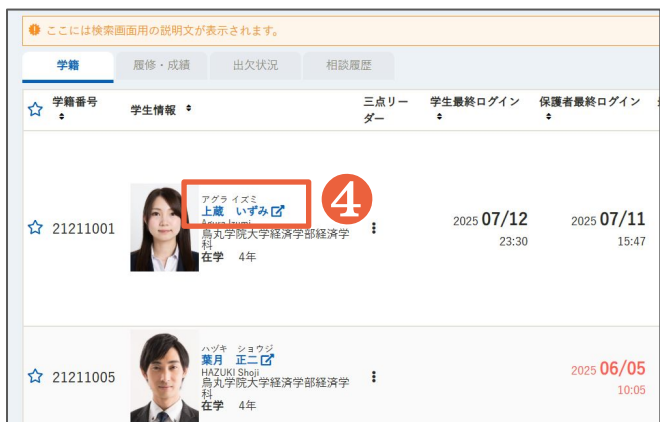 ここには検索画面用の説明文が表示されます。
学籍 履修・成績 出欠状況 相談履歴
学籍番号 学生情報 三点リーダー 学生最終ログイン 保護者最終ログイン
アグラ イズミ
上蔵 いずみ
4
Agura Izumi
21211001
烏丸学院大学経済学部経済学
科
在学 4年
2025 07/12
23:30
2025 07/11
15:47
ハヅキ ショウジ
葉月 正二
HAZUKI Shoji
21211005
烏丸学院大学経済学部経済学
科
在学 4年
2025 06/05
10:05